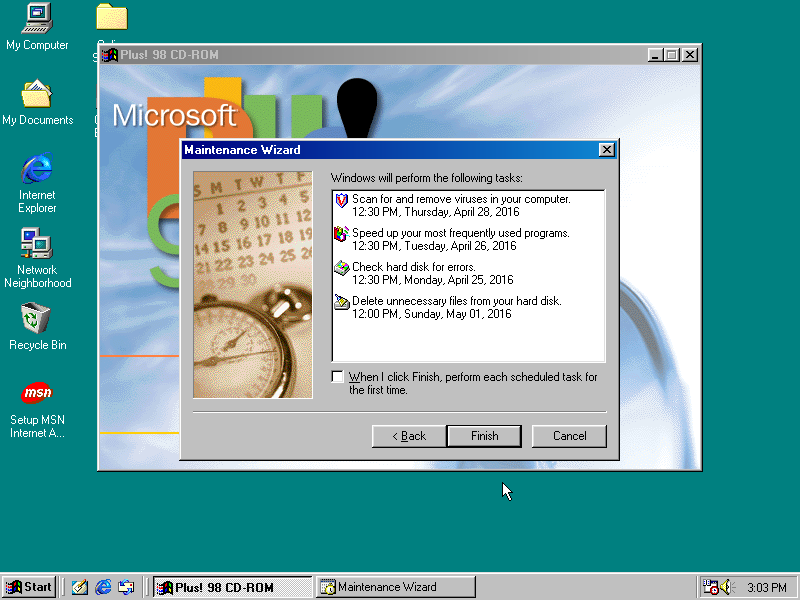 My Computer
My Documents
Internet
Explorer
Network
Neighborhood
Recycle Bin
msn
Setup MSN
Internet A...
Plus! 98 CD-ROM
Microsoft
Maintenance Wizard
S M T W T F
1 2 3 4 5
7 8 9 10 11 12
14 15 16 17 18 19
21 22 23 24 25 26
28 29 30
Windows will perform the following tasks:
Scan for and remove viruses in your computer.
12:30 PM, Thursday, April 28, 2016
Speed up your most frequently used programs.
12:30 PM, Tuesday, April 26, 2016
Check hard disk for errors.
12:30 PM, Monday, April 25, 2016
Delete unnecessary files from your hard disk.
12:00 PM, Sunday, May 01, 2016
When I click Finish, perform each scheduled task for
the first time.
< Back
Finish
Cancel
Start
Plus! 98 CD-ROM
Maintenance Wizard
3:03 PM